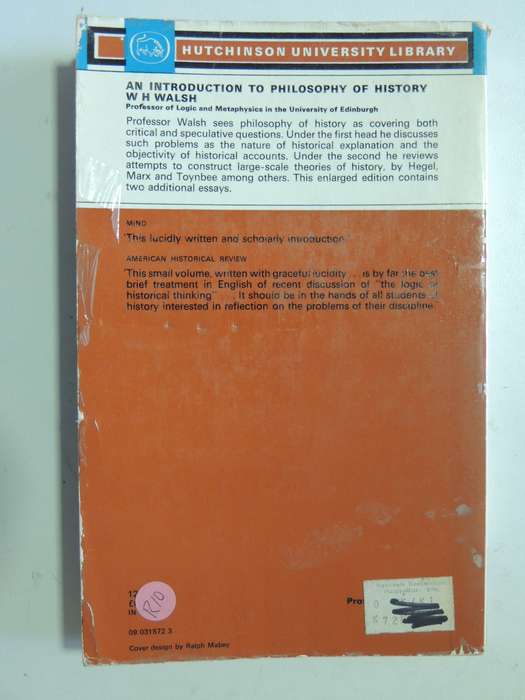 HUTCHINSON UNIVERSITY LIBRARY
AN INTRODUCTION TO PHILOSOPHY OF HISTORY
W H WALSH
Professor of Logic and Metaphysics in the University of Edinburgh
Professor Walsh sees philosophy of history as covering both
critical and speculative questions. Under the first head he discusses
such problems as the nature of historical explanation and the
objectivity of historical accounts. Under the second he reviews
attempts to construct large-scale theories of history, by Hegel,
Marx and Toynbee among others. This enlarged edition contains
two additional essays.
MIND
'This lucidly written and scholarly introduction'
AMERICAN HISTORICAL REVIEW
'This small volume, written with graceful lucidity . . . is by far the best
brief treatment in English of recent discussion of "the logic of
historical thinking" . . . It should be in the hands of all students of
history interested in reflection on the problems of their discipline'
12
£
IN
R10
Pro
09 031572 3
Cover design by Ralph Mabey